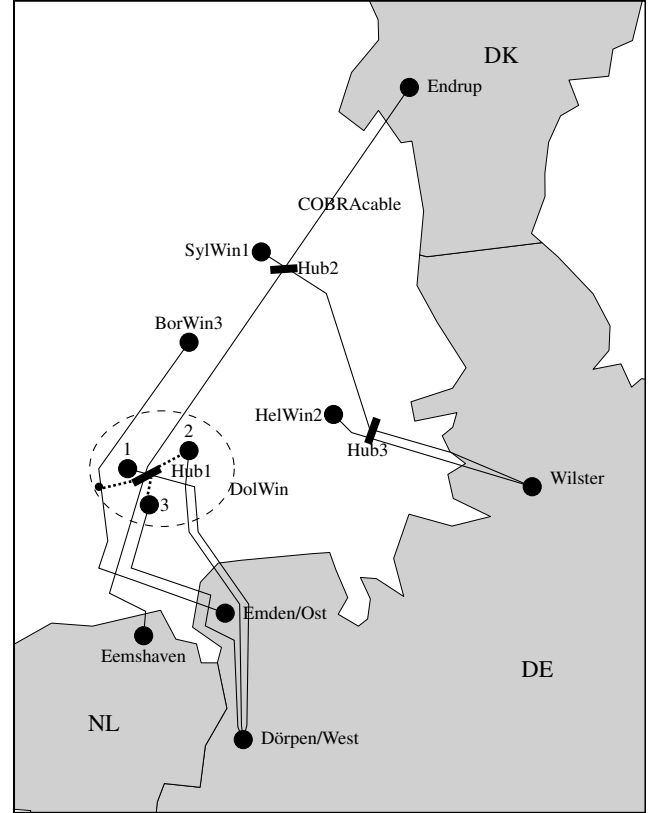 DK
Endrup
COBRAcable
SylWin1
Hub2
BorWin3
HelWin2
Hub3
1
2
Hub1
DolWin
3
Wilster
Emden/Ost
Eemshaven
DE
NL
Dörpen/West